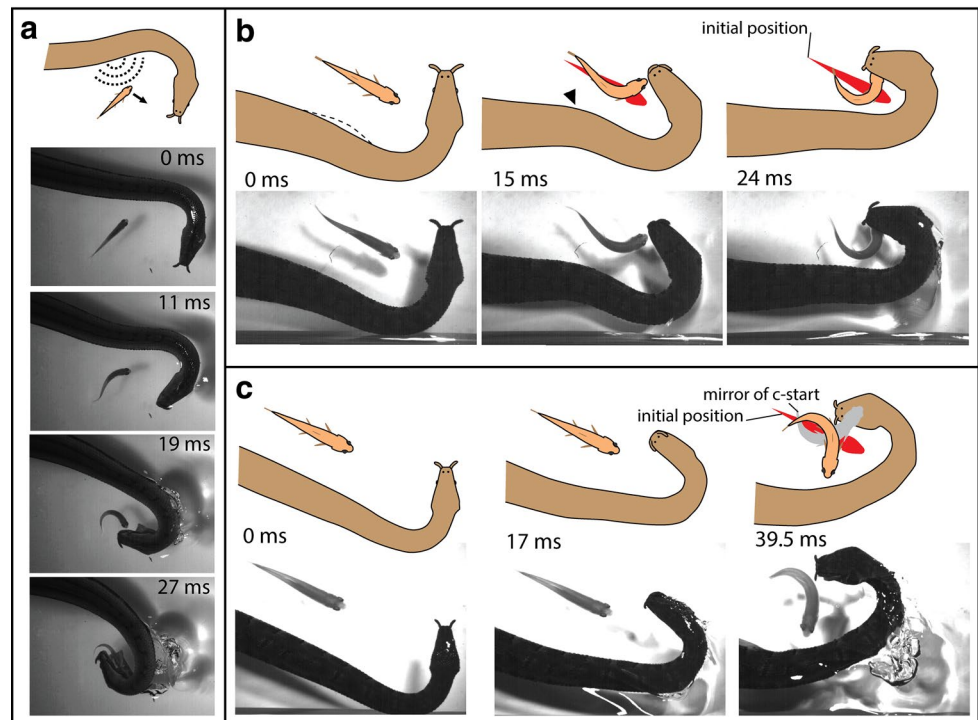 a
0 ms
11 ms
19 ms
27 ms
b
initial position
0 ms
15 ms
24 ms
c
mirror of c-start
initial position
0 ms
17 ms
39.5 ms